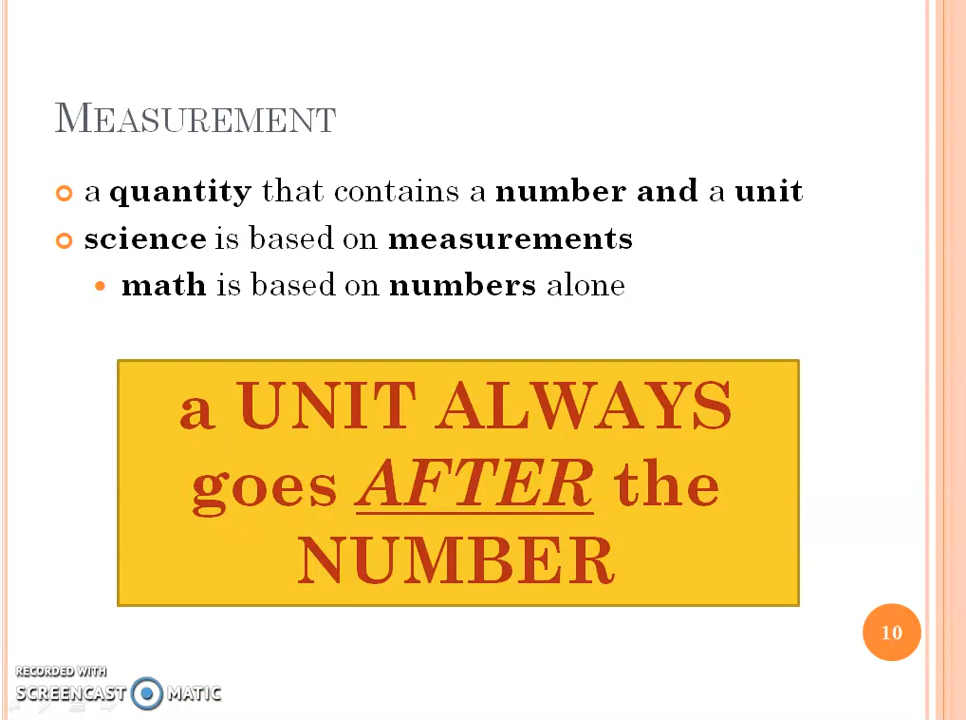 MEASUREMENT
a quantity that contains a number and a unit
science is based on measurements
math is based on numbers alone
a UNIT ALWAYS
goes AFTER the
NUMBER
10
RECORDED WITH
SCREENCAST MATIC